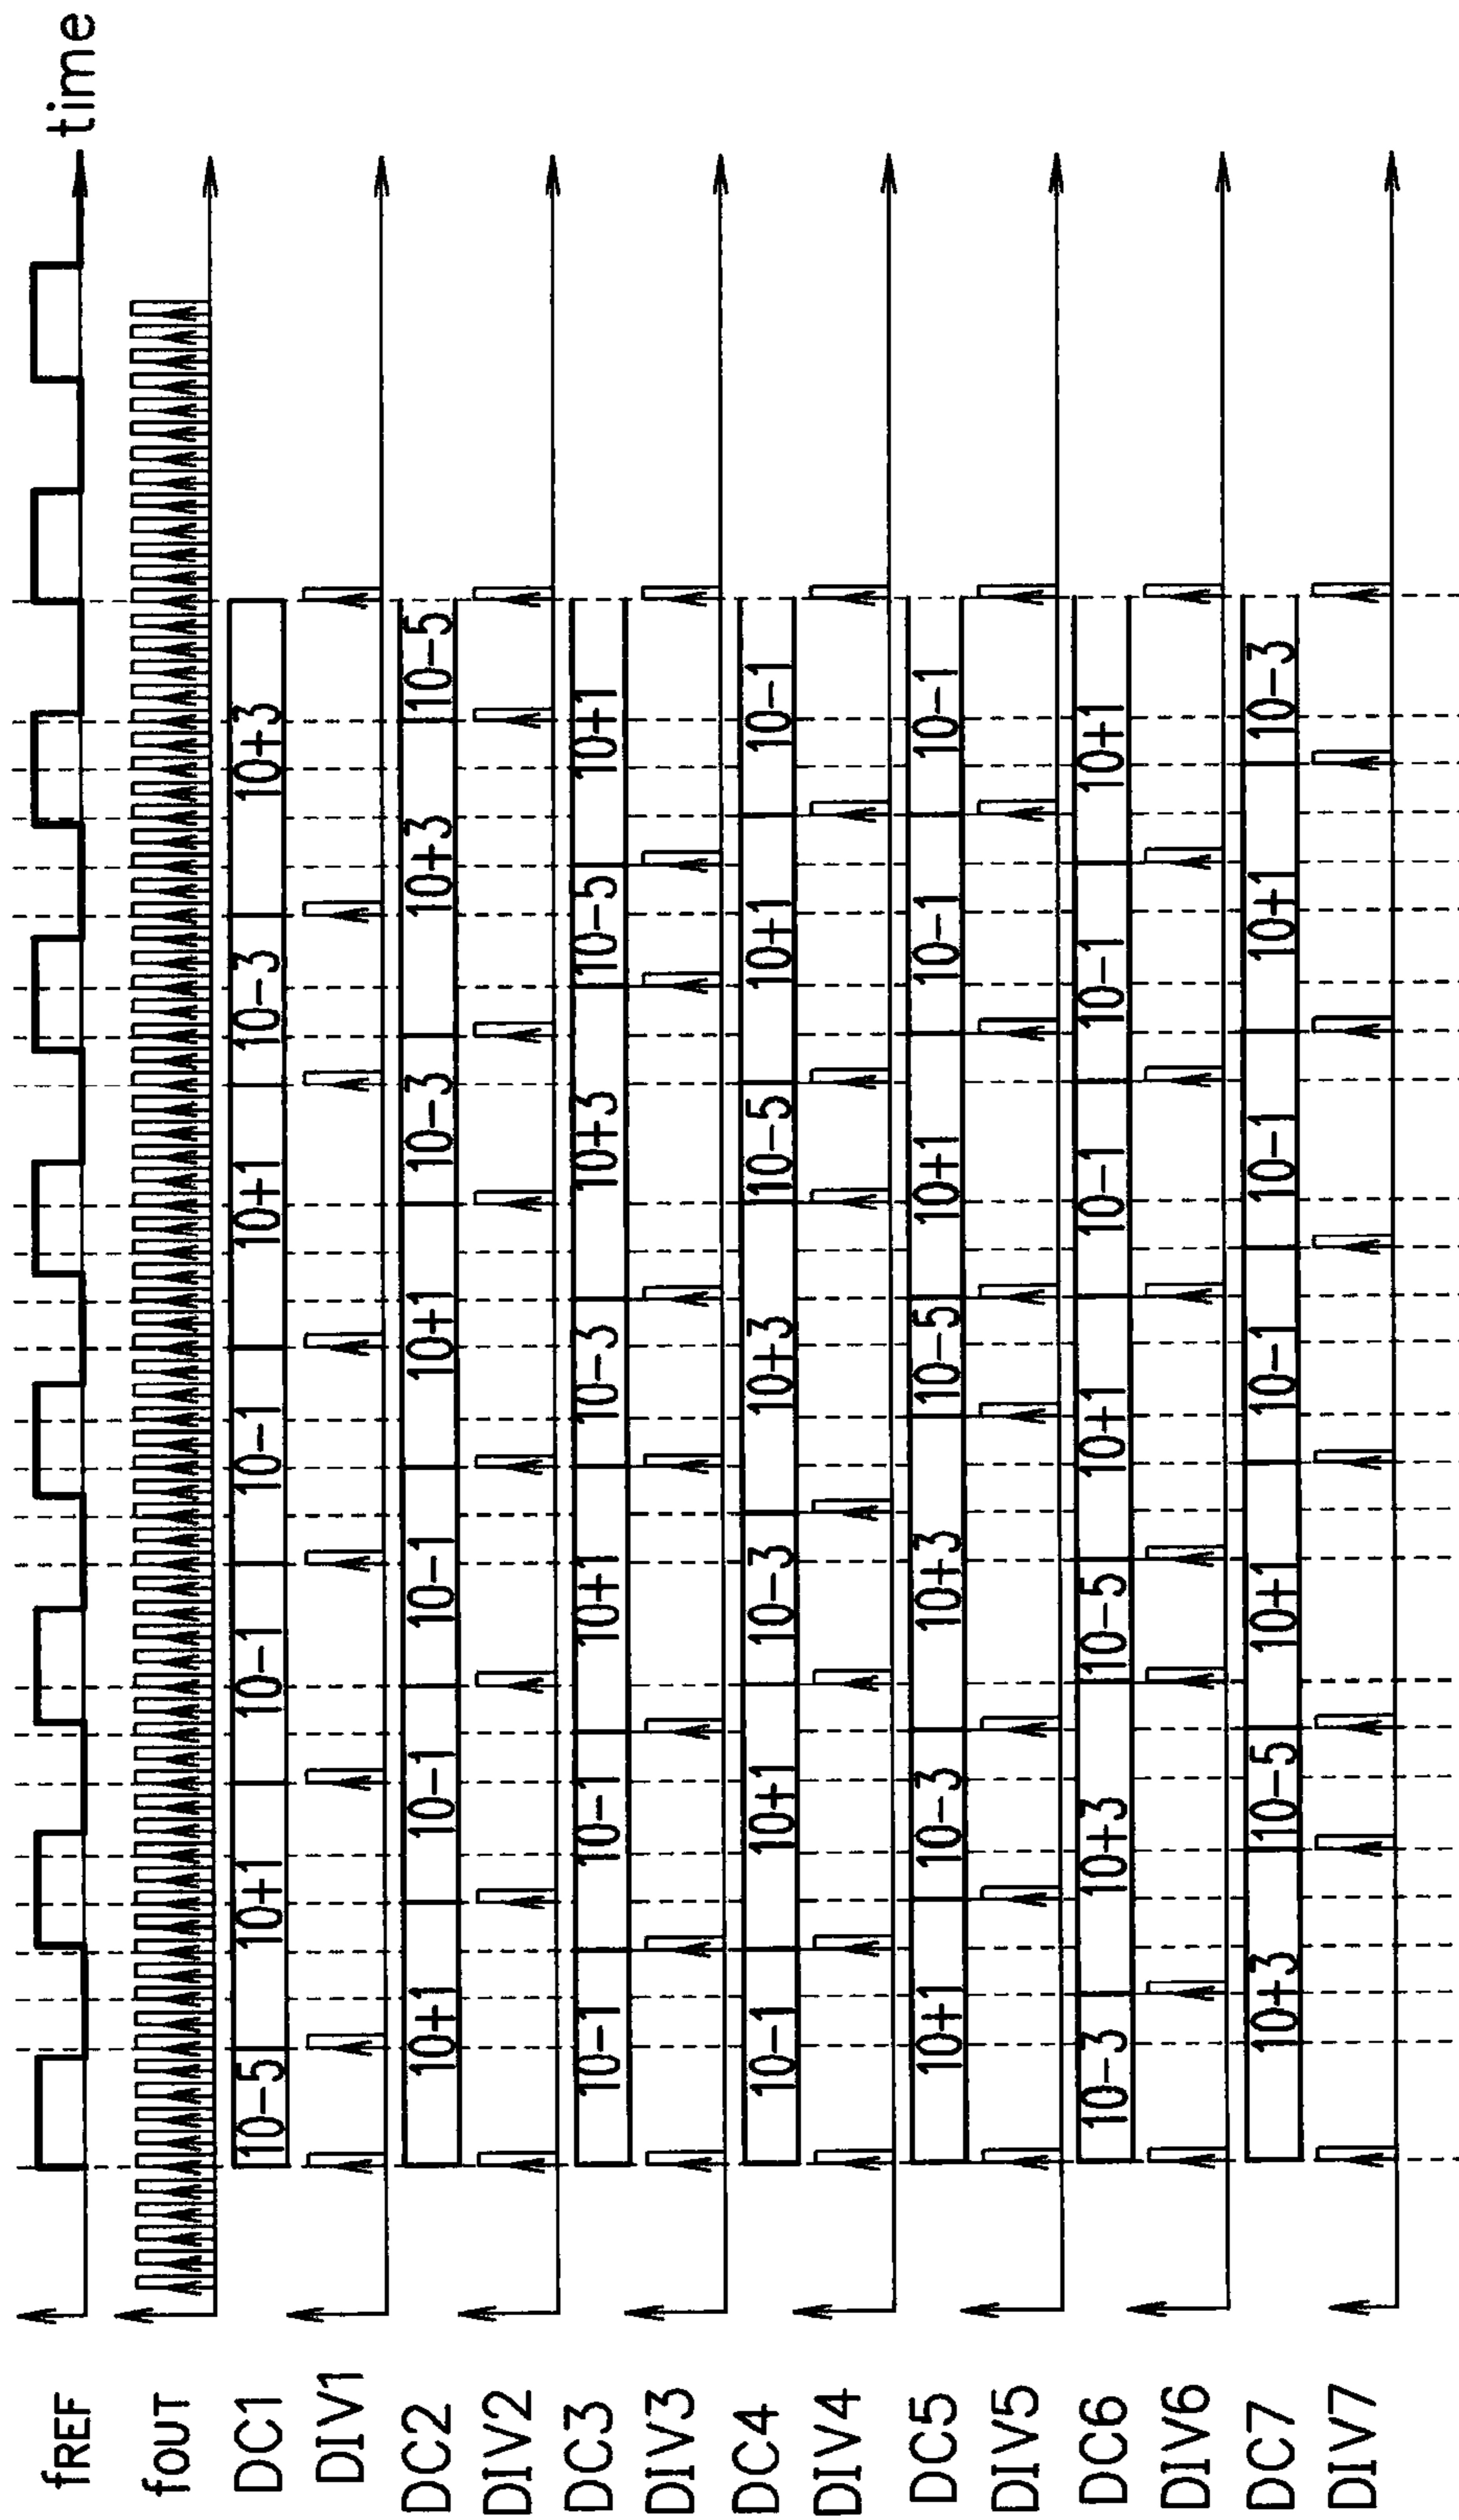 time
fREF
fOUT
DC1 10-5 10+1 10-1 10-1 10+1 10-3 10+3
DIV1
DC2 10+1 10-1 10-1 10+1 10-3 10+3 10-5
DIV2
DC3 10-1 10-1 10+1 10-3 10+3 10-5 10+1
DIV3
DC4 10-1 10+1 10-3 10+3 10-5 10+1 10-1
DIV4
DC5 10+1 10-3 10+3 10-5 10+1 10-1 10-1
DIV5
DC6 10-3 10+3 10-5 10+1 10-1 10-1 10+1
DIV6
DC7 10+3 10-5 10+1 10-1 10-1 10+1 10-3
DIV7